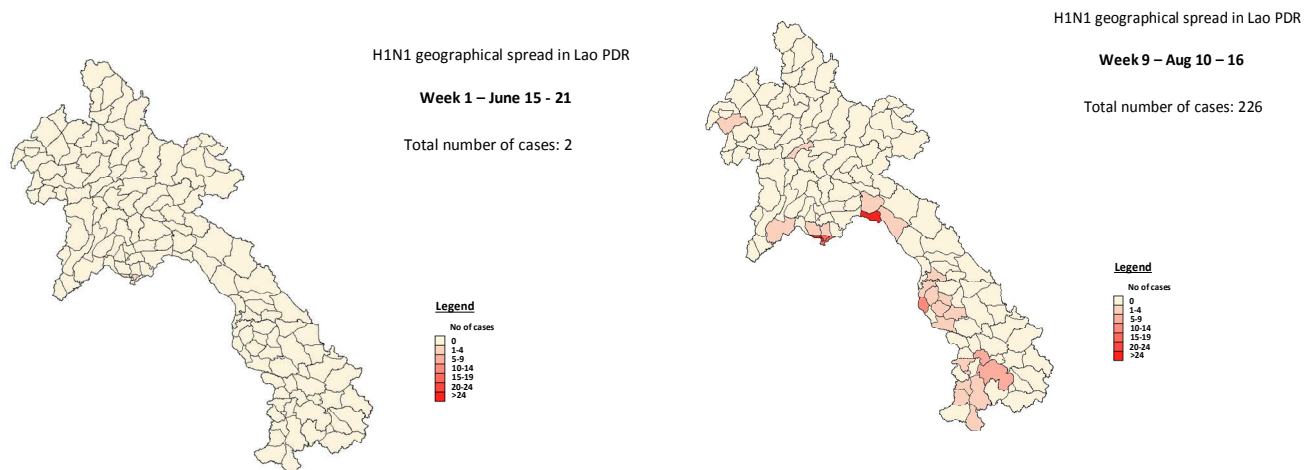 H1N1 geographical spread in Lao PDR
Week 1 – June 15 - 21
Total number of cases: 2
Legend
No of cases
0
1-4
5-9
10-14
15-19
20-24
>24
H1N1 geographical spread in Lao PDR
Week 9 – Aug 10 – 16
Total number of cases: 226
Legend
No of cases
0
1-4
5-9
10-14
15-19
20-24
>24